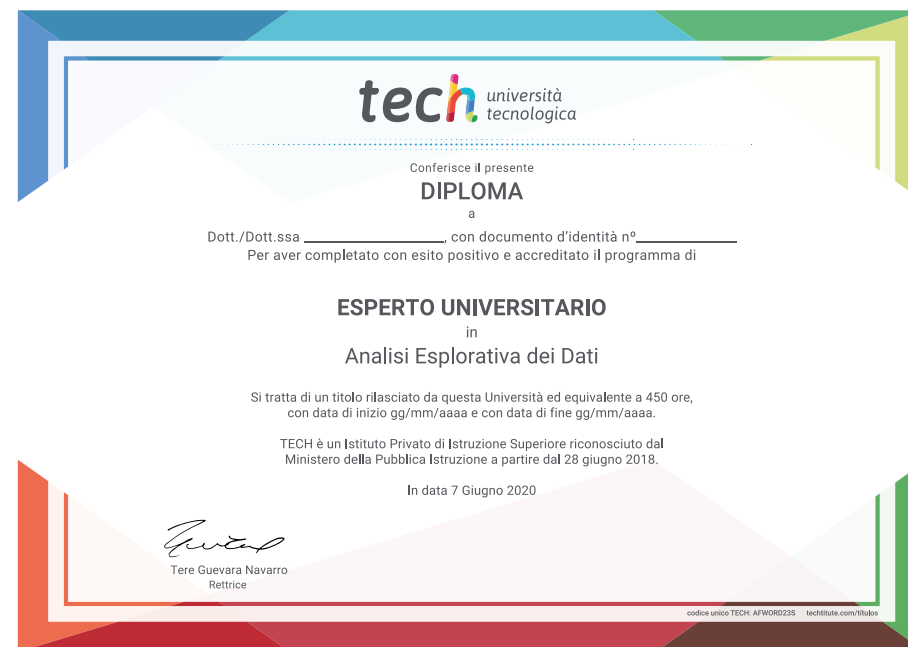 tech università
tecnologica
Conferisce il presente
DIPLOMA
a
Dott./Dott.ssa ____________________, con documento d'identità nº______________
Per aver completato con esito positivo e accreditato il programma di
ESPERTO UNIVERSITARIO
in
Analisi Esplorativa dei Dati
Si tratta di un titolo rilasciato da questa Università ed equivalente a 450 ore,
con data di inizio gg/mm/aaaa e con data di fine gg/mm/aaaa.
TECH è un Istituto Privato di Istruzione Superiore riconosciuto dal
Ministero della Pubblica Istruzione a partire dal 28 giugno 2018.
In data 7 Giugno 2020
Tere Guevara Navarro
Rettrice
codice unico TECH: AFWORD23S techtitute.com/títulos